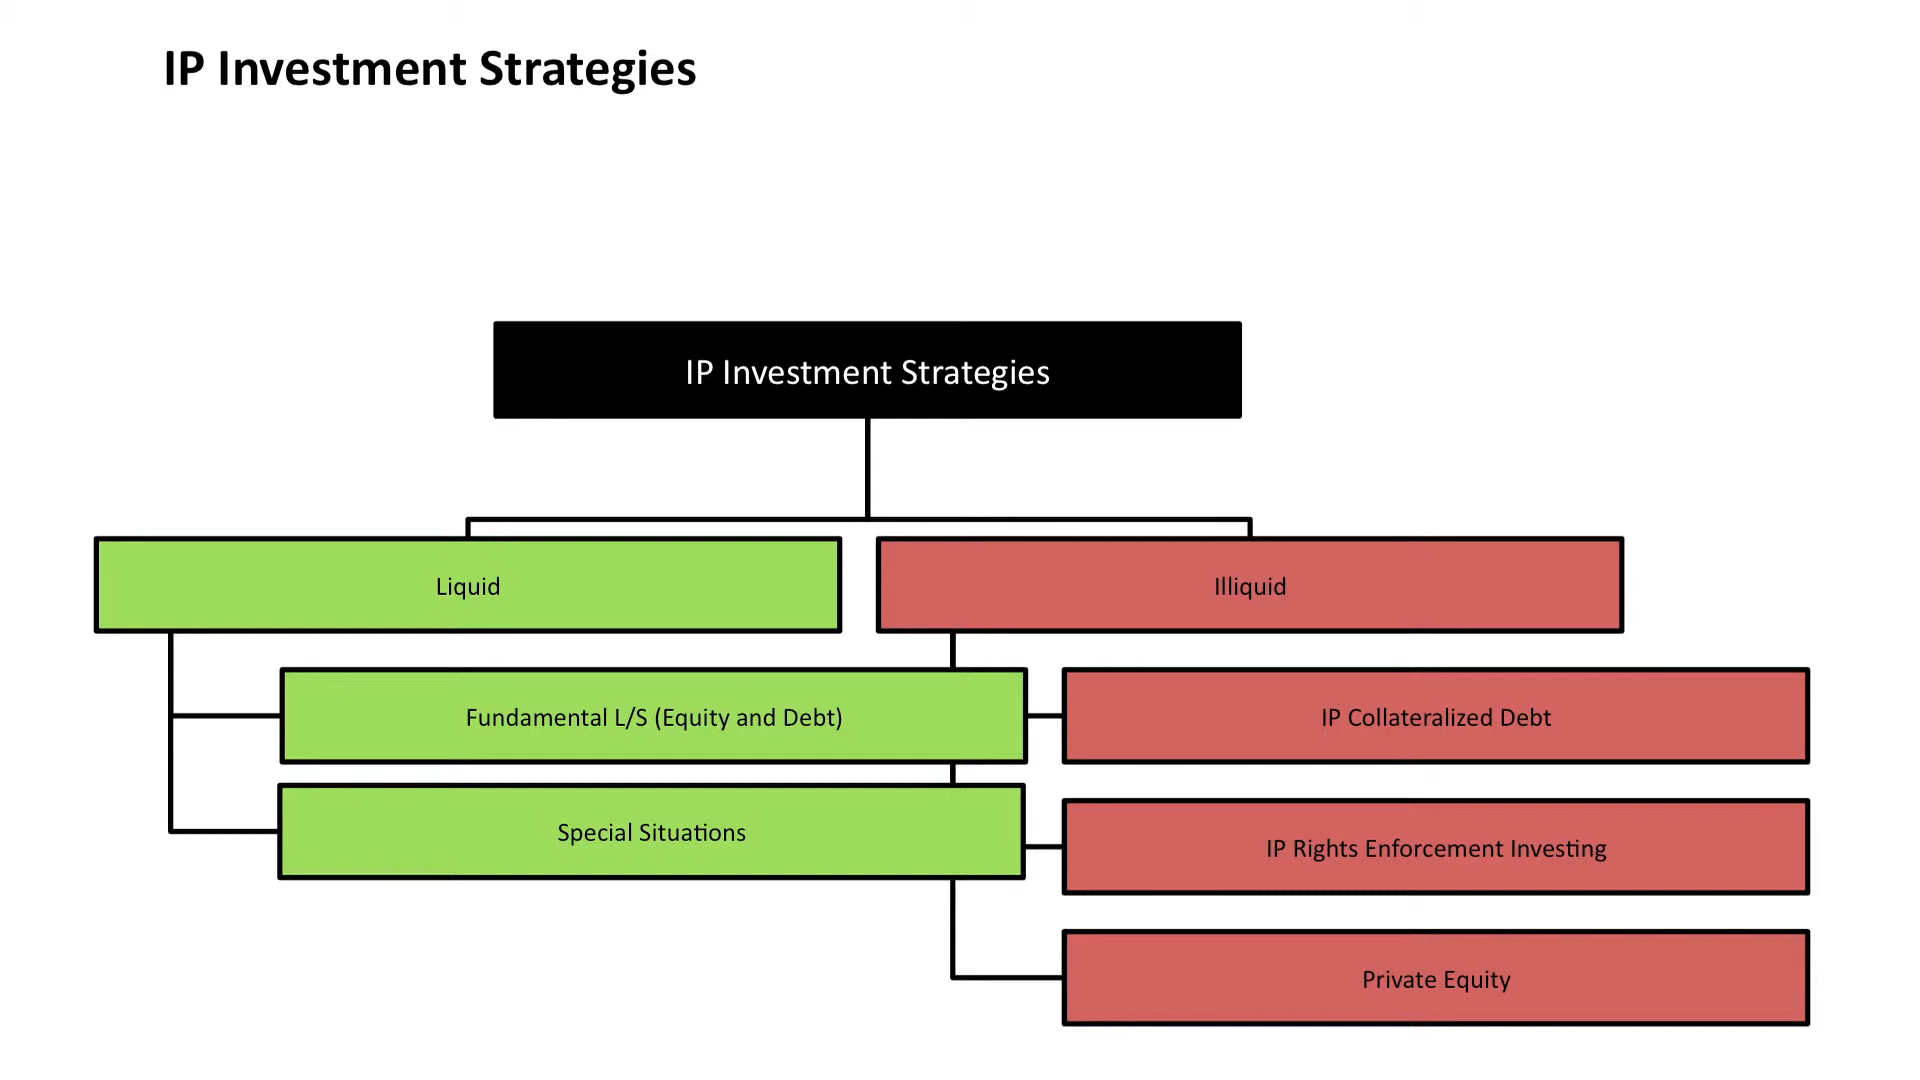 IP Investment Strategies
IP Investment Strategies
Liquid
Illiquid
Fundamental L/S (Equity and Debt)
IP Collateralized Debt
Special Situations
IP Rights Enforcement Investing
Private Equity